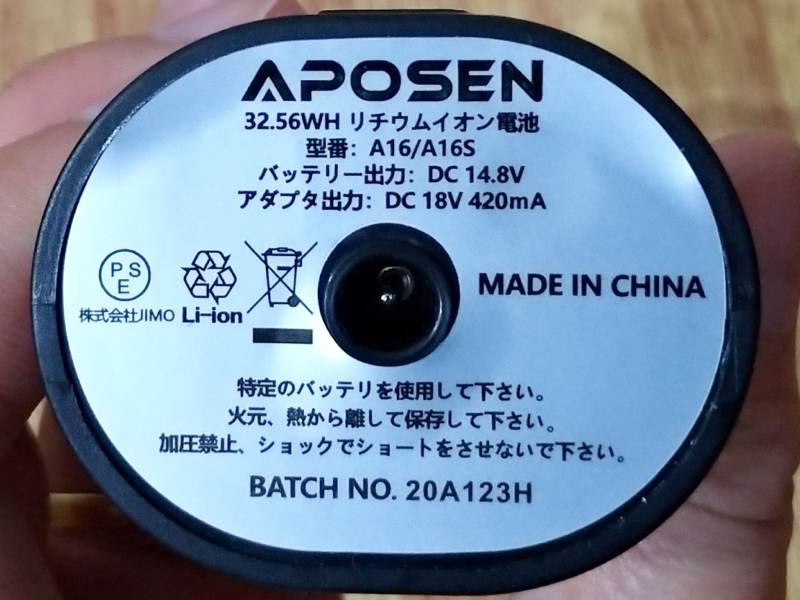 APOSEN
32.56WH リチウムイオン電池
型番: A16/A16S
バッテリー出力: DC 14.8V
アダプタ出力: DC 18V 420mA
PSE
株式会社JIMO
Li-ion
MADE IN CHINA
特定のバッテリを使用して下さい。
火元、熱から離して保存して下さい。
加圧禁止、ショックでショートをさせないで下さい。
BATCH NO. 20A123H